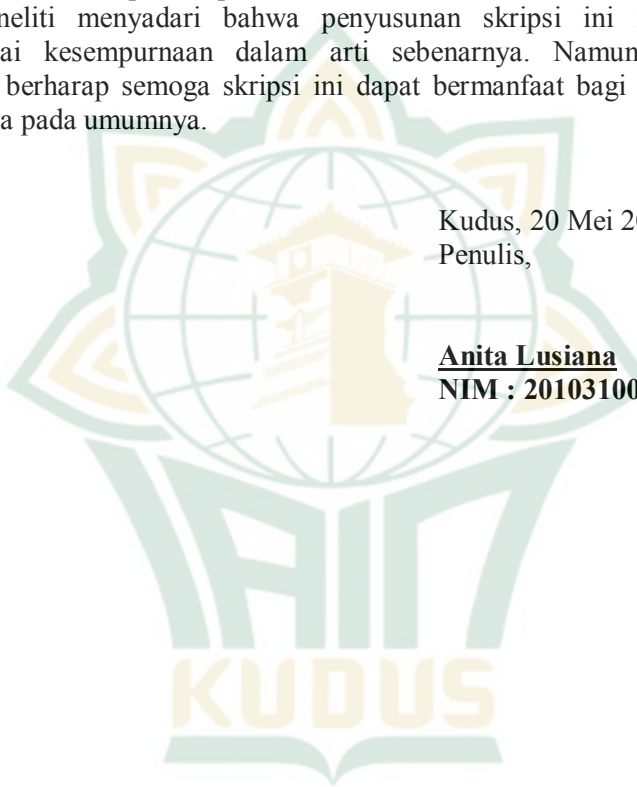 neliti menyadari bahwa penyusunan skripsi ini
ai kesempurnaan dalam arti sebenarnya. Namun
berharap semoga skripsi ini dapat bermanfaat bagi
a pada umumnya.
Kudus, 20 Mei 20
Penulis,
Anita Lusiana
NIM : 20103100
IAIN
KUDUS